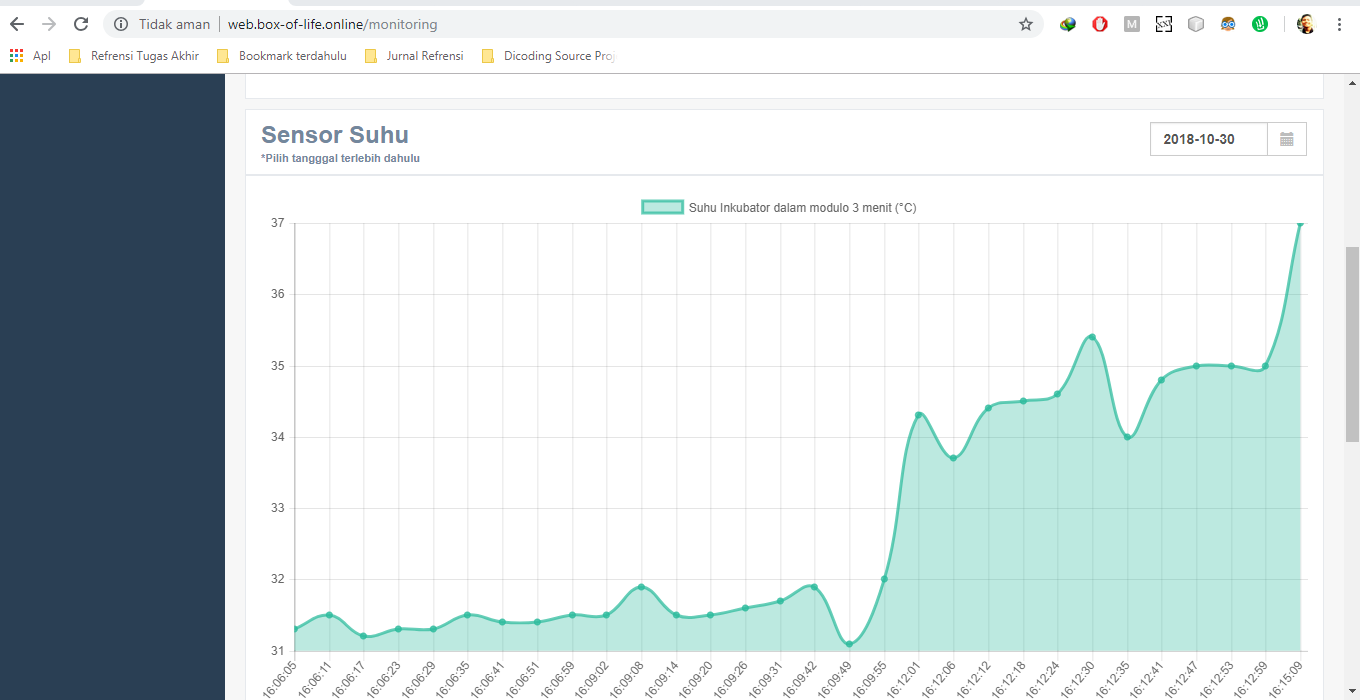 Tidak aman web.box-of-life.online/monitoring
Apl Refrensi Tugas Akhir Bookmark terdahulu Jurnal Refrensi Dicoding Source Proj
Sensor Suhu
*Pilih tangggal terlebih dahulu
2018-10-30
Suhu Inkubator dalam modulo 3 menit (°C)
37
36
35
34
33
32
31
16:06:05 16:06:11 16:06:17 16:06:23 16:06:29 16:06:35 16:06:41 16:06:51 16:06:59 16:09:02 16:09:08 16:09:14 16:09:20 16:09:26 16:09:31 16:09:42 16:09:49 16:09:55 16:12:01 16:12:06 16:12:12 16:12:18 16:12:24 16:12:30 16:12:35 16:12:41 16:12:47 16:12:53 16:12:59 16:15:09